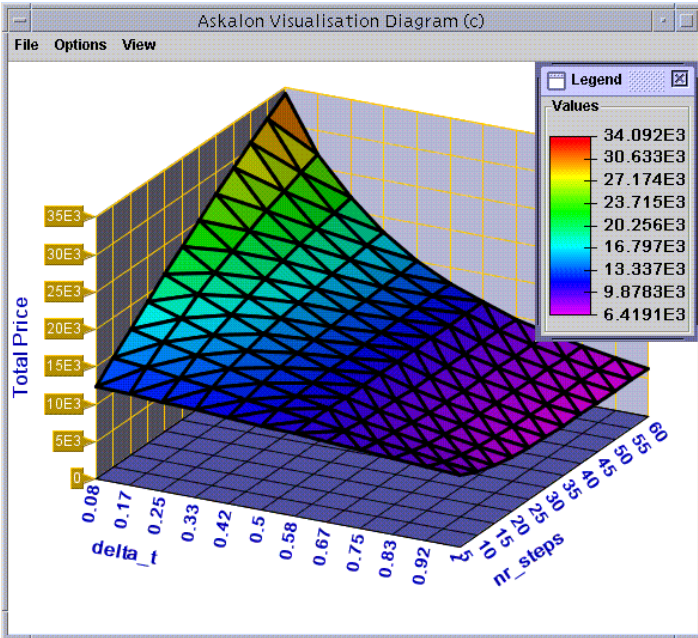 Askalon Visualisation Diagram (c)
File Options View
Legend
Values
34.092E3
30.633E3
27.174E3
23.715E3
20.256E3
16.797E3
13.337E3
9.8783E3
6.4191E3
Total Price
35E3
30E3
25E3
20E3
15E3
10E3
5E3
0
0.08
0.17
0.25
0.33
0.42
0.5
0.58
0.67
0.75
0.83
0.92
delta_t
5
10
15
20
25
30
35
40
45
50
55
60
nr_steps